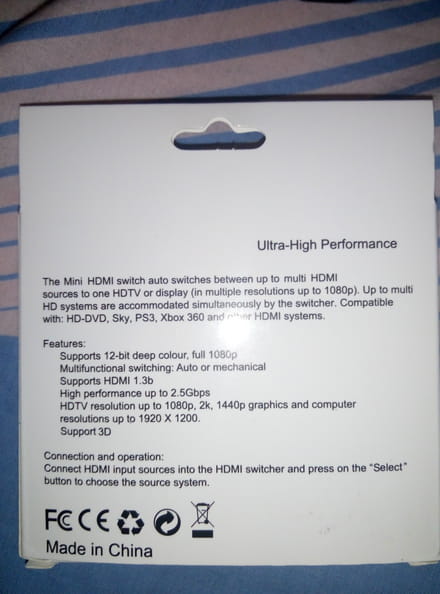 Ultra-High Performance
The Mini HDMI switch auto switches between up to multi HDMI
sources to one HDTV or display (in multiple resolutions up to 1080p). Up to multi
HD systems are accommodated simultaneously by the switcher. Compatible
with: HD-DVD, Sky, PS3, Xbox 360 and other HDMI systems.
Features:
Supports 12-bit deep colour, full 1080p
Multifunctional switching: Auto or mechanical
Supports HDMI 1.3b
High performance up to 2.5Gbps
HDTV resolution up to 1080p, 2k, 1440p graphics and computer
resolutions up to 1920 X 1200.
Support 3D
Connection and operation:
Connect HDMI input sources into the HDMI switcher and press on the "Select"
button to choose the source system.
FC CE
Made in China